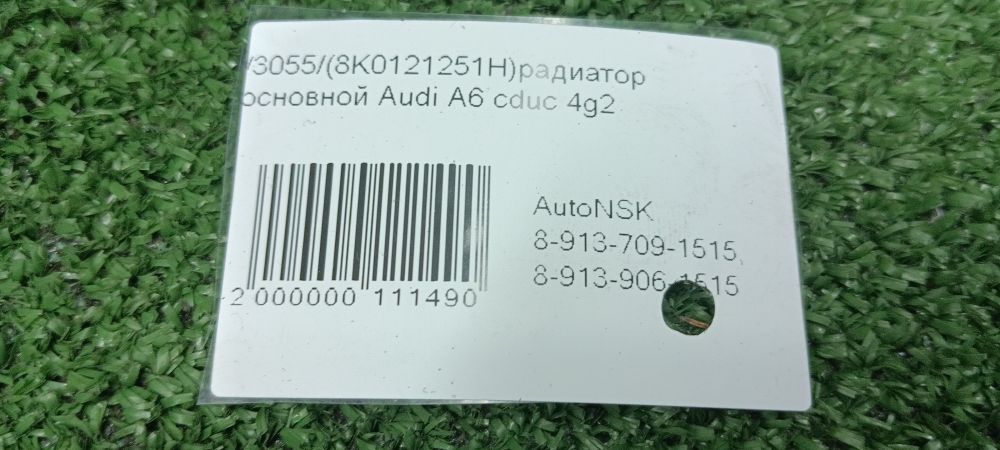 /3055/(8K0121251H)радиатор
основной Audi A6 cduc 4g2
AutoNSK
8-913-709-1515,
8-913-906-1515
2 000000 111490